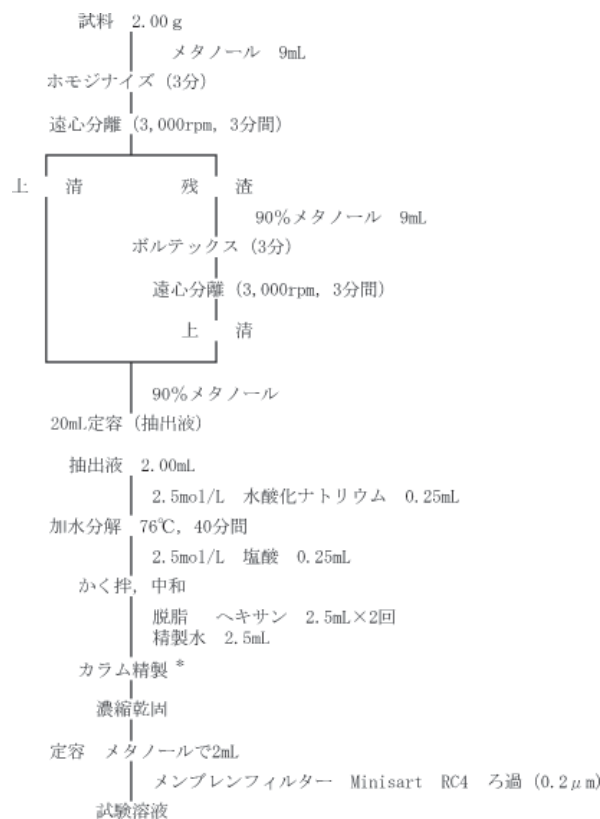 試料 2.00g
メタノール 9mL
ホモジナイズ (3分)
遠心分離 (3,000rpm, 3分間)
上 清 残 渣
90%メタノール 9mL
ボルテックス (3分)
遠心分離 (3,000rpm, 3分間)
上 清
90%メタノール
20mL定容 (抽出液)
抽出液 2.00mL
2.5mol/L 水酸化ナトリウム 0.25mL
加水分解 76℃, 40分間
2.5mol/L 塩酸 0.25mL
かく拌, 中和
脱脂 ヘキサン 2.5mL×2回
精製水 2.5mL
カラム精製 *
濃縮乾固
定容 メタノールで2mL
メンブレンフィルター Minisart RC4 ろ過 (0.2μm)
試験溶液